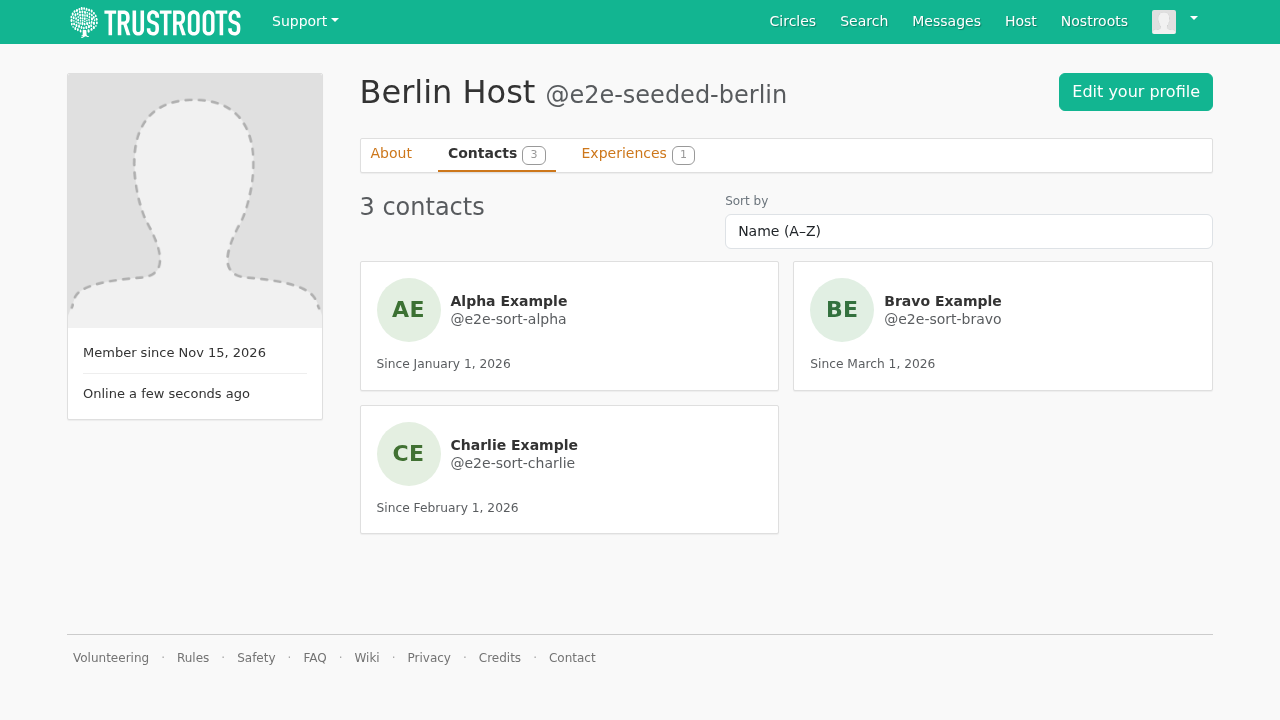 TRUSTROOTS Support Circles Search Messages Host Nostroots
Berlin Host @e2e-seeded-berlin Edit your profile
About Contacts 3 Experiences 1
3 contacts
Sort by
Name (A–Z)
AE Alpha Example
@e2e-sort-alpha
Since January 1, 2026
BE Bravo Example
@e2e-sort-bravo
Since March 1, 2026
CE Charlie Example
@e2e-sort-charlie
Since February 1, 2026
Member since Nov 15, 2026
Online a few seconds ago
Volunteering · Rules · Safety · FAQ · Wiki · Privacy · Credits · Contact